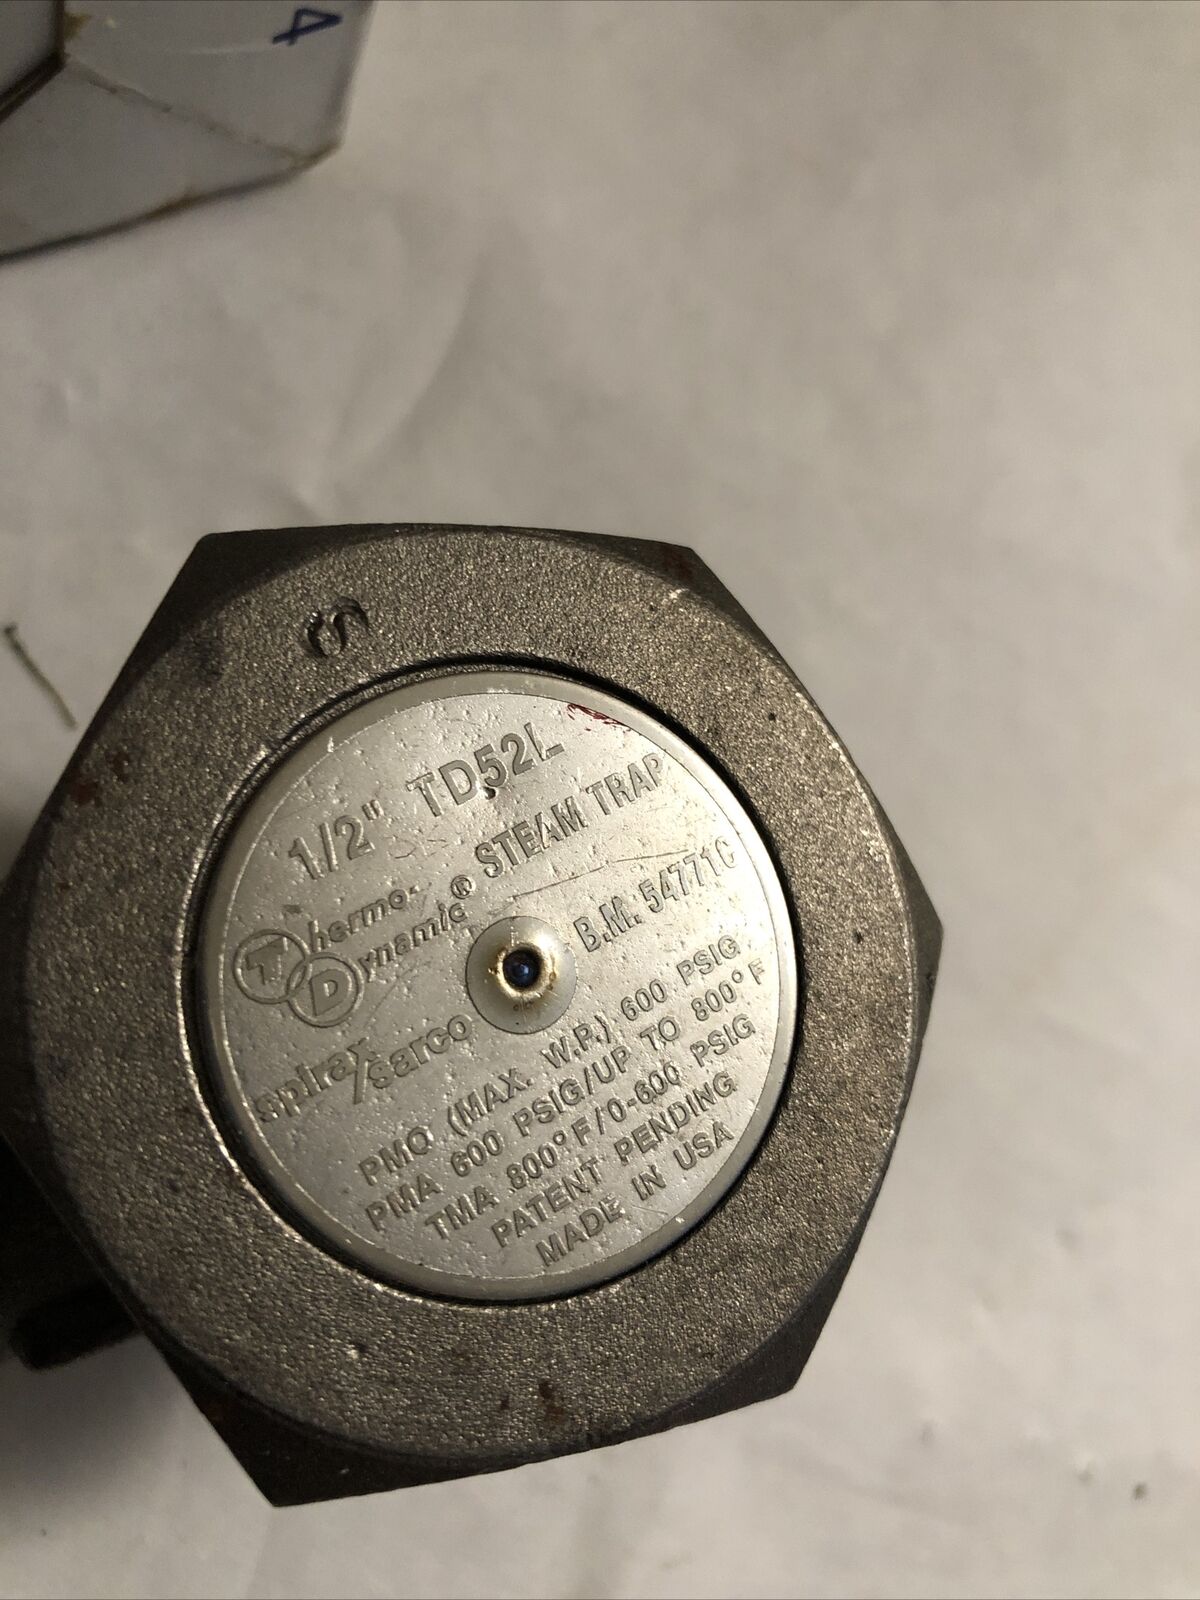 4
S
1/2" TD52L
Thermo-
Dynamic® STEAM TRAP
B.M. 54771C
spirax
/sarco
PMO (MAX. W.P.) 600 PSIG
PMA 600 PSIG/UP TO 800°F
TMA 800°F/0-600 PSIG
PATENT PENDING
MADE IN USA